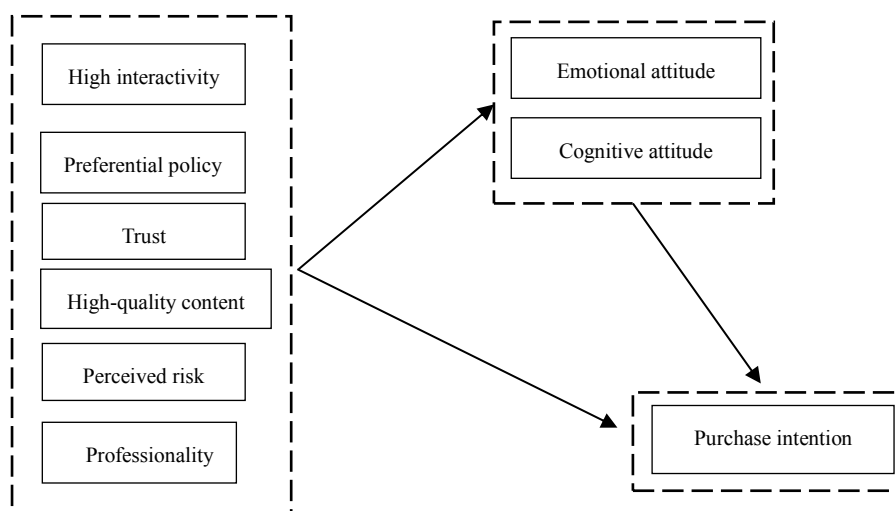 High interactivity
Preferential policy
Trust
High-quality content
Perceived risk
Professionality
Emotional attitude
Cognitive attitude
Purchase intention